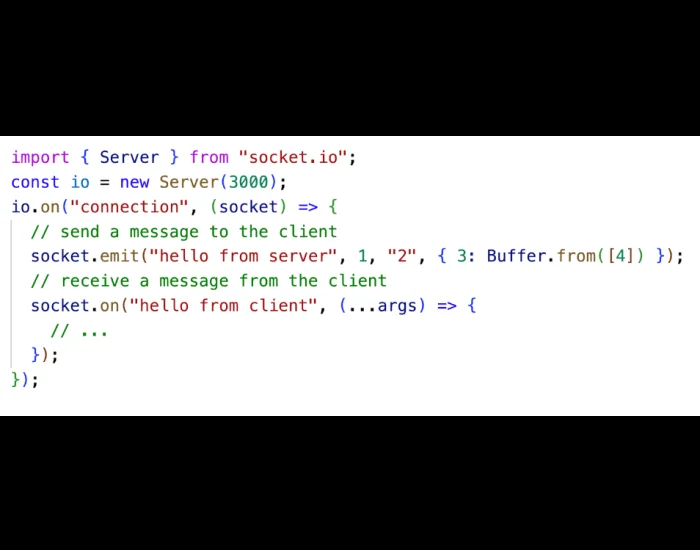 import { Server } from "socket.io";
const io = new Server(3000);
io.on("connection", (socket) => {
  // send a message to the client
  socket.emit("hello from server", 1, "2", { 3: Buffer.from([4]) });
  // receive a message from the client
  socket.on("hello from client", (...args) => {
    // ...
  });
});